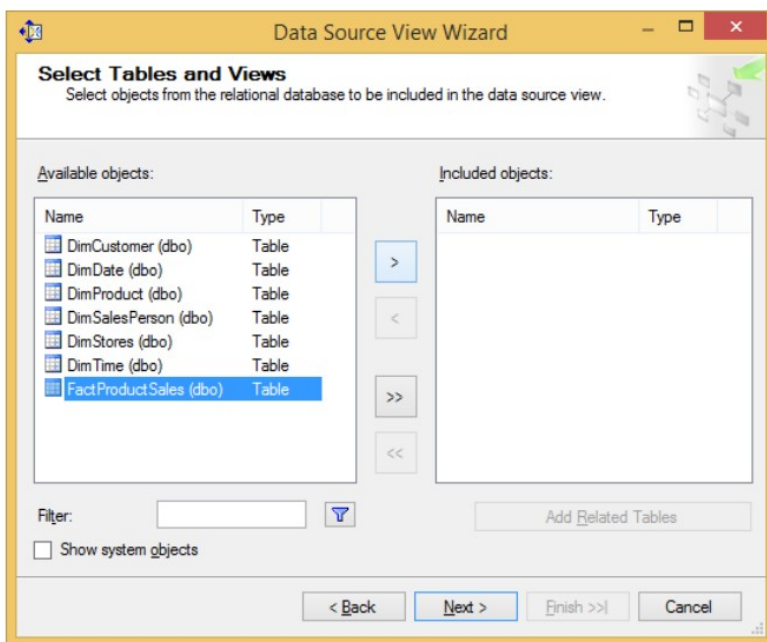 Data Source View Wizard
Select Tables and Views
Select objects from the relational database to be included in the data source view.
Available objects:
Included objects:
Name Type
Name Type
DimCustomer (dbo) Table
DimDate (dbo) Table
DimProduct (dbo) Table
DimSalesPerson (dbo) Table
DimStores (dbo) Table
DimTime (dbo) Table
FactProductSales (dbo) Table
>
<
>>
<<
Filter:
Add Related Tables
Show system objects
< Back
Next >
Finish >>|
Cancel